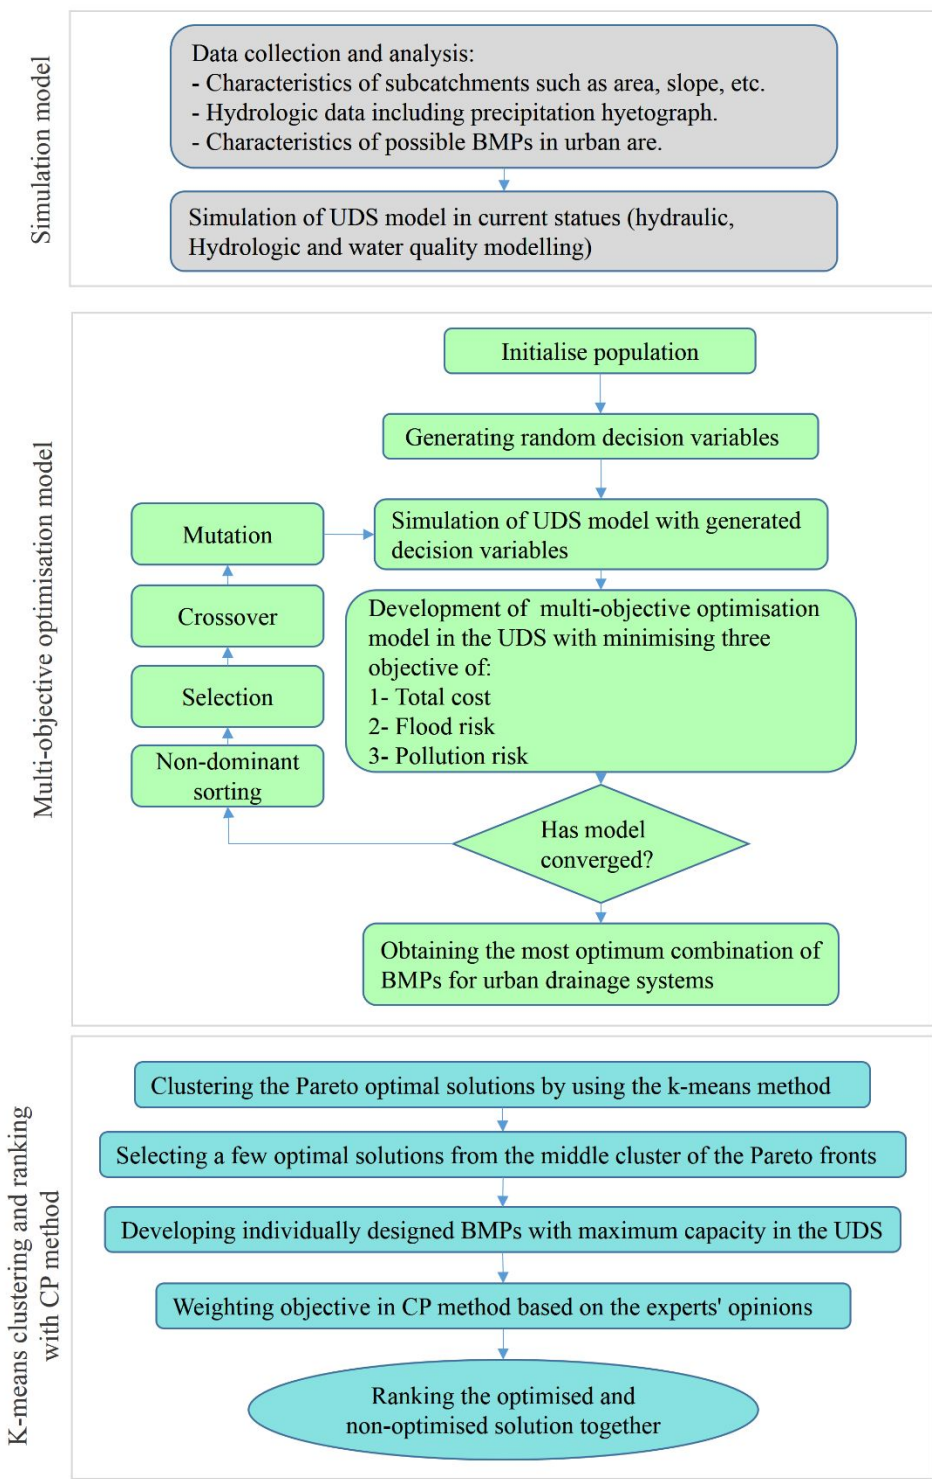 Simulation model
Data collection and analysis:
- Characteristics of subcatchments such as area, slope, etc.
- Hydrologic data including precipitation hyetograph.
- Characteristics of possible BMPs in urban are.
Simulation of UDS model in current statues (hydraulic,
Hydrologic and water quality modelling)
Multi-objective optimisation model
Initialise population
Generating random decision variables
Simulation of UDS model with generated
decision variables
Development of multi-objective optimisation
model in the UDS with minimising three
objective of:
1- Total cost
2- Flood risk
3- Pollution risk
Has model
converged?
Non-dominant
sorting
Selection
Crossover
Mutation
Obtaining the most optimum combination of
BMPs for urban drainage systems
K-means clustering and ranking
with CP method
Clustering the Pareto optimal solutions by using the k-means method
Selecting a few optimal solutions from the middle cluster of the Pareto fronts
Developing individually designed BMPs with maximum capacity in the UDS
Weighting objective in CP method based on the experts' opinions
Ranking the optimised and
non-optimised solution together